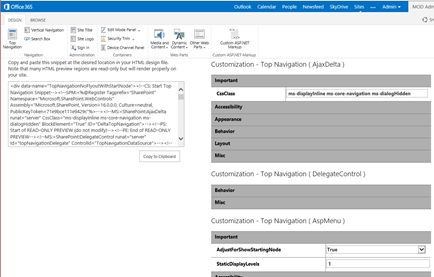 Office 365
Outlook Calendar People Newsfeed SkyDrive Sites Admin MOD Admin
DESIGN BROWSE
Top Navigation
Vertical Navigation
Search Box
Site Title
Site Logo
Sign In
Edit Mode Panel
Security Trim
Device Channel Panel
Media and Content
Dynamic Content
Other Web Parts
Custom ASP.NET Markup
Navigation Administration Containers Web Parts Custom ASP.NET Markup
Copy and paste this snippet at the desired location in your HTML design file.
Note that many HTML preview regions are read-only but will render properly on
your site.
<div data-name="TopNavigationNoFlyoutWithStartNode"><!--CS: Start Top
Navigation Snippet--><!--SPM:<%@Register Tagprefix="SharePoint"
Namespace="Microsoft.SharePoint.WebControls"
Assembly="Microsoft.SharePoint, Version=16.0.0.0, Culture=neutral,
PublicKeyToken=71e9bce111e9429c"%>--><!--MS:<SharePoint:AjaxDelta
runat="server" CssClass="ms-displayInline ms-core-navigation ms-
dialogHidden" BlockElement="True" ID="DeltaTopNavigation">--><!--PS:
Start of READ-ONLY PREVIEW (do not modify)--><!--PE: End of READ-ONLY
PREVIEW--><!--MS:<SharePoint:DelegateControl runat="server"
id="topNavigationDelegate" ControlId="TopNavigationDataSource">--><!--
Copy to Clipboard
Customization - Top Navigation ( AjaxDelta )
Important
CssClass ms-displayInline ms-core-navigation ms-dialogHidden
Accessibility
Appearance
Behavior
Layout
Misc
Customization - Top Navigation ( DelegateControl )
Behavior
Misc
Customization - Top Navigation ( AspMenu )
Important
AdjustForShowStartingNode True
StaticDisplayLevels 1
Accessibility